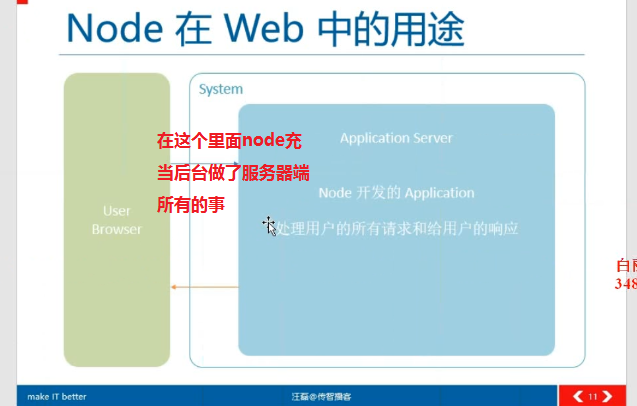 Node 在 Web 中的用途
System
在这个里面node充
当后台做了服务器端
所有的事
Application Server
Node 开发的 Application
处理用户的所有请求和给用户的响应
User
Browser
348
make IT better
汪磊@传智播客
11